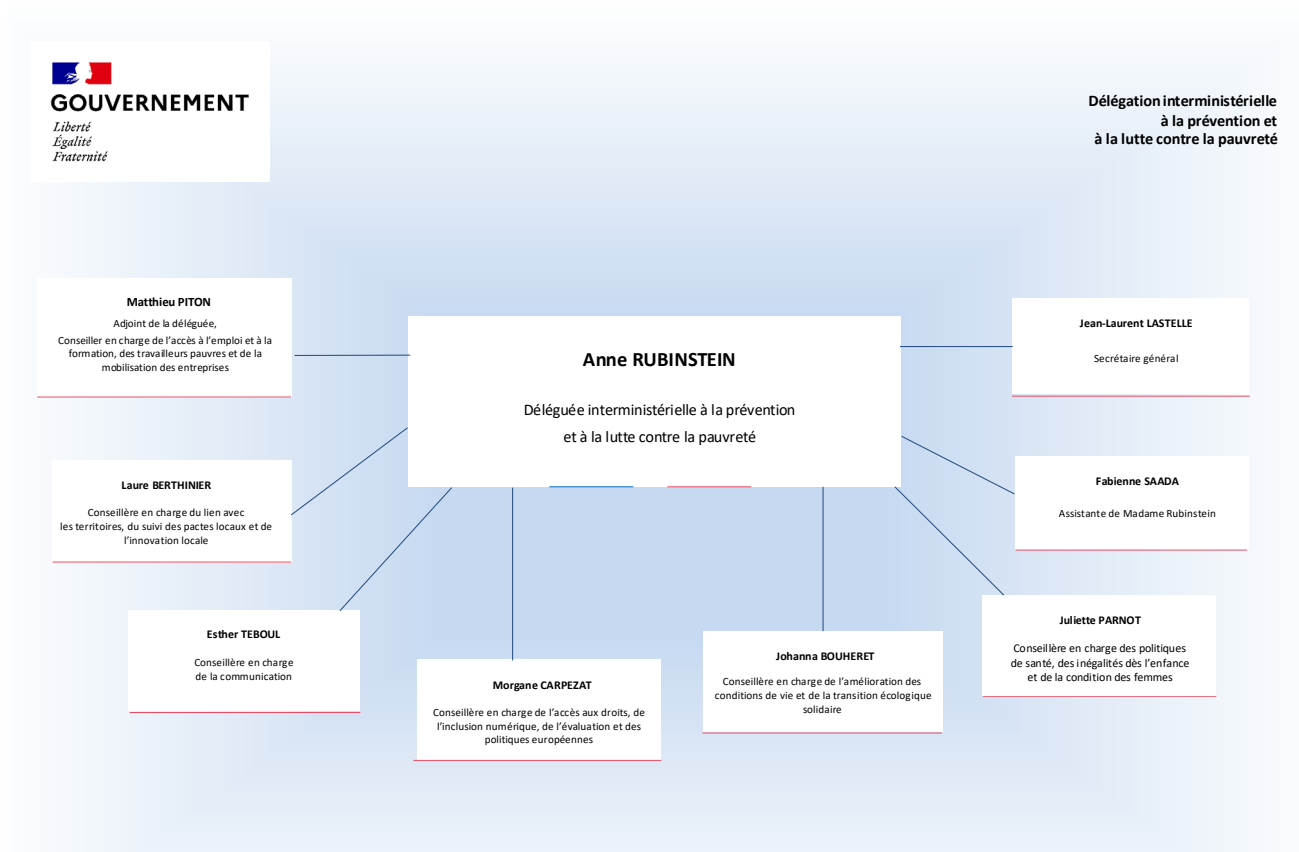 GOUVERNEMENT
Liberté
Égalité
Fraternité
Délégation interministérielle
à la prévention et
à la lutte contre la pauvreté
Matthieu PITON
Adjoint de la déléguée,
Conseiller en charge de l’accès à l’emploi et à la
formation, des travailleurs pauvres et de la
mobilisation des entreprises
Anne RUBINSTEIN
Déléguée interministérielle à la prévention
et à la lutte contre la pauvreté
Jean-Laurent LASTELLE
Secrétaire général
Laure BERTHINIER
Conseillère en charge du lien avec
les territoires, du suivi des pactes locaux et de
l’innovation locale
Fabienne SAADA
Assistante de Madame Rubinstein
Esther TEBOUL
Conseillère en charge
de la communication
Morgane CARPEZAT
Conseillère en charge de l’accès aux droits, de
l’inclusion numérique, de l’évaluation et des
politiques européennes
Johanna BOUHERET
Conseillère en charge de l’amélioration des
conditions de vie et de la transition écologique
solidaire
Juliette PARNOT
Conseillère en charge des politiques
de santé, des inégalités dès l’enfance
et de la condition des femmes